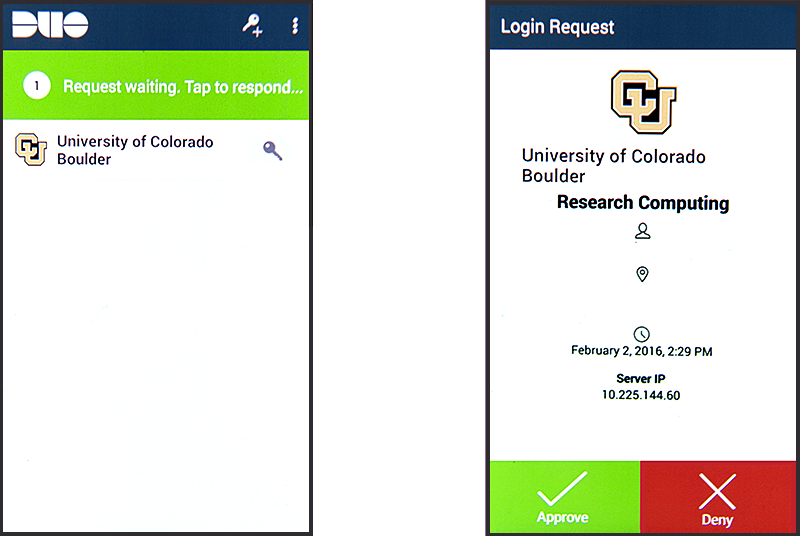 DUO
1
Request waiting. Tap to respond...
University of Colorado
Boulder
Login Request
CU
University of Colorado
Boulder
Research Computing
February 2, 2016, 2:29 PM
Server IP
10.225.144.60
Approve
Deny